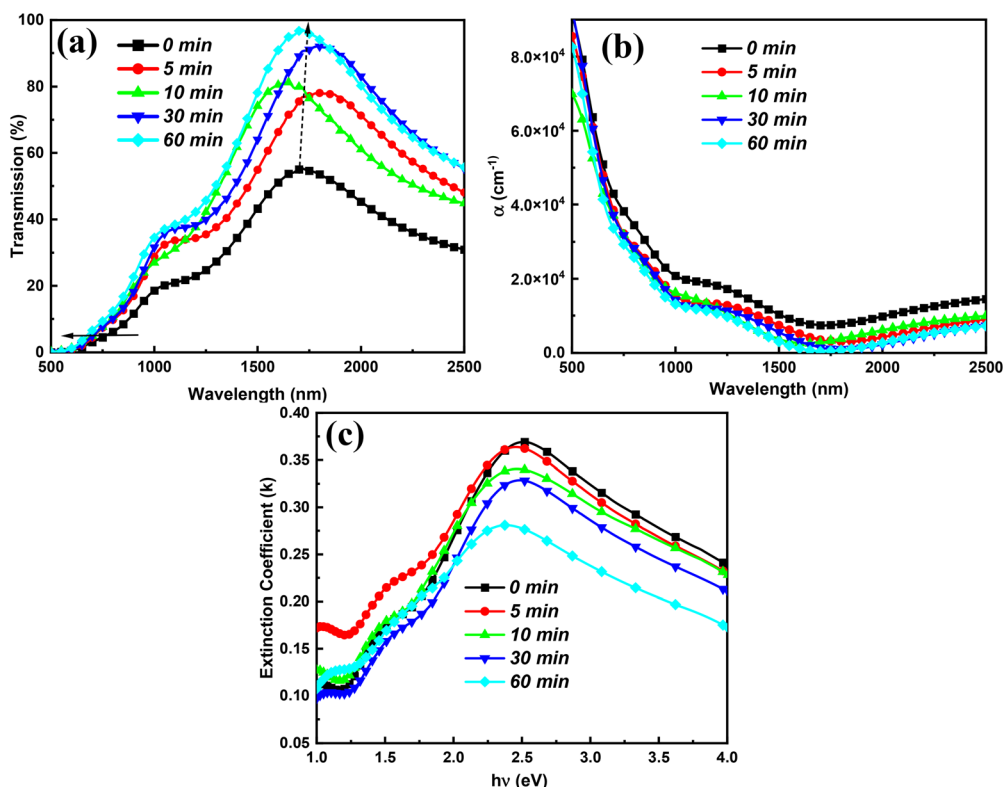 (a)
0 min
5 min
10 min
30 min
60 min
Transmission (%)
100
80
60
40
20
0
500 1000 1500 2000 2500
Wavelength (nm)
(b)
0 min
5 min
10 min
30 min
60 min
α (cm⁻¹)
8.0×10⁴
6.0×10⁴
4.0×10⁴
2.0×10⁴
0.0
500 1000 1500 2000 2500
Wavelength (nm)
(c)
0 min
5 min
10 min
30 min
60 min
Extinction Coefficient (k)
0.40
0.35
0.30
0.25
0.20
0.15
0.10
0.05
1.0 1.5 2.0 2.5 3.0 3.5 4.0
hν (eV)